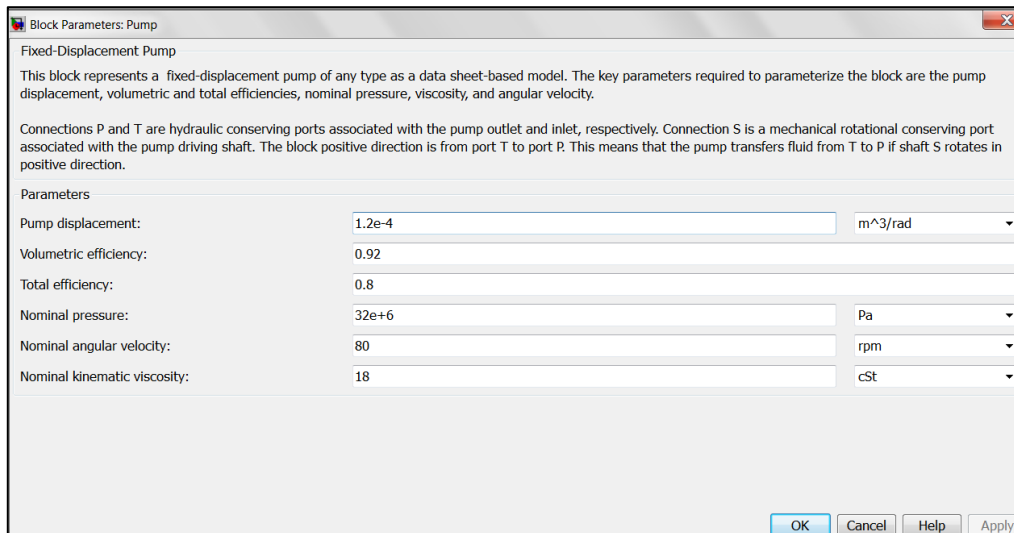 Block Parameters: Pump
Fixed-Displacement Pump
This block represents a fixed-displacement pump of any type as a data sheet-based model. The key parameters required to parameterize the block are the pump
displacement, volumetric and total efficiencies, nominal pressure, viscosity, and angular velocity.
Connections P and T are hydraulic conserving ports associated with the pump outlet and inlet, respectively. Connection S is a mechanical rotational conserving port
associated with the pump driving shaft. The block positive direction is from port T to port P. This means that the pump transfers fluid from T to P if shaft S rotates in
positive direction.
Parameters
Pump displacement: 1.2e-4 m^3/rad
Volumetric efficiency: 0.92
Total efficiency: 0.8
Nominal pressure: 32e+6 Pa
Nominal angular velocity: 80 rpm
Nominal kinematic viscosity: 18 cSt
OK Cancel Help Apply